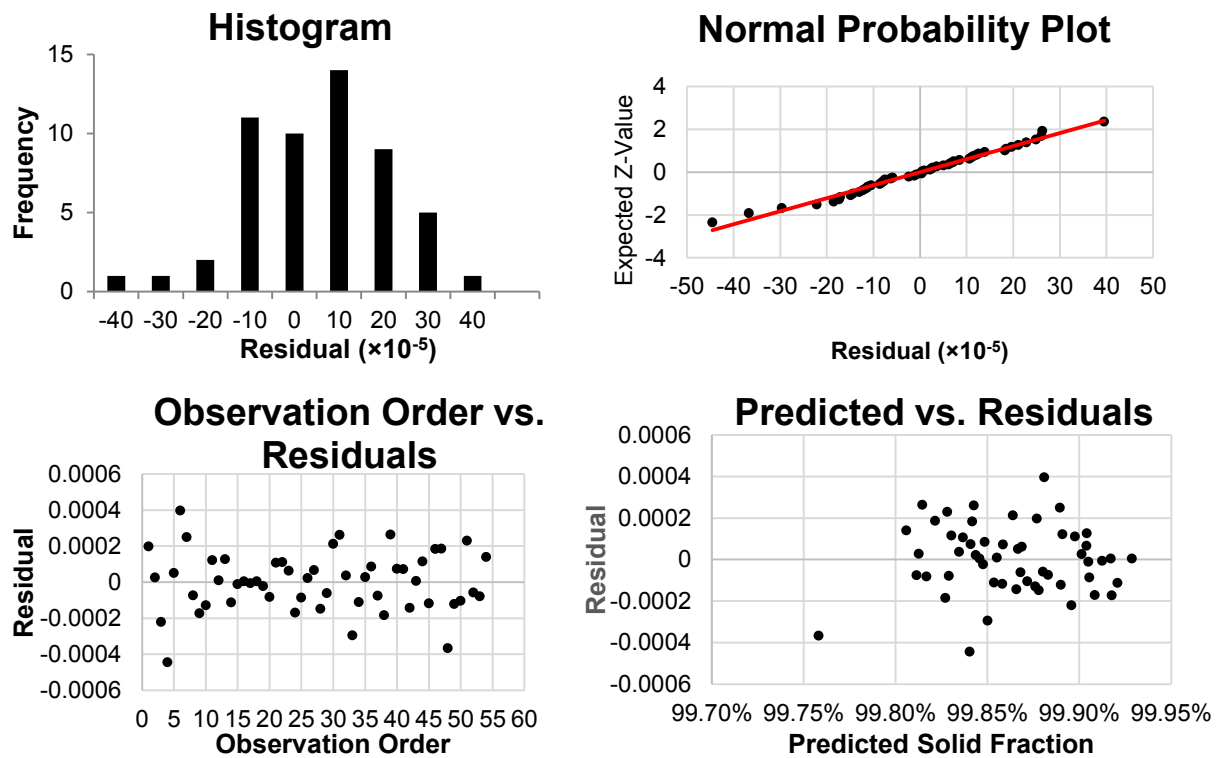 Histogram
Frequency
15
10
5
0
-40 -30 -20 -10 0 10 20 30 40
Residual (×10-5)
Normal Probability Plot
Expected Z-Value
4
2
0
-2
-4
-50 -40 -30 -20 -10 0 10 20 30 40 50
Residual (×10-5)
Observation Order vs.
Residuals
Residual
0.0006
0.0004
0.0002
0
-0.0002
-0.0004
-0.0006
0 5 10 15 20 25 30 35 40 45 50 55 60
Observation Order
Predicted vs. Residuals
Residual
0.0006
0.0004
0.0002
0
-0.0002
-0.0004
-0.0006
99.70% 99.75% 99.80% 99.85% 99.90% 99.95%
Predicted Solid Fraction